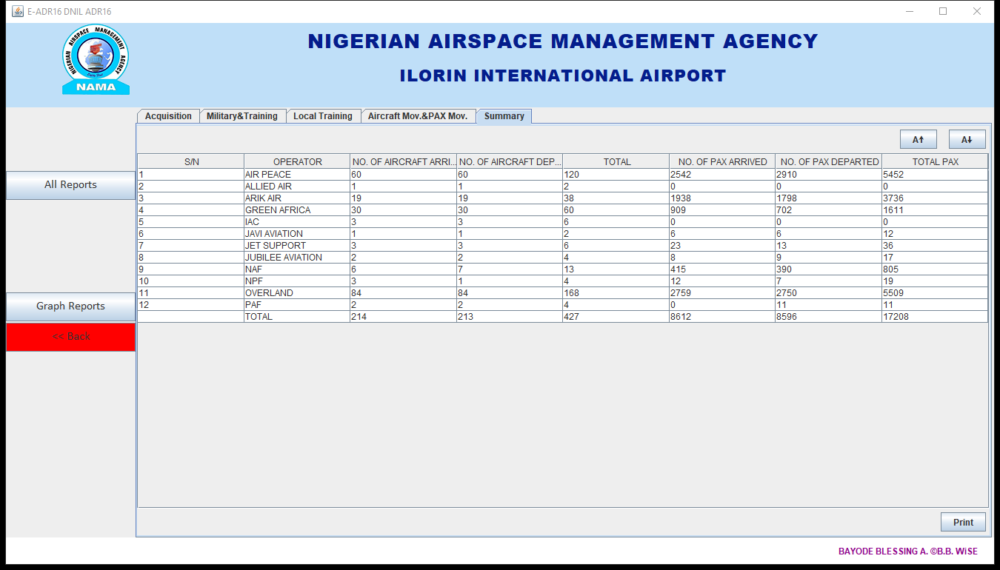 E-ADR16 DNIL ADR16
NIGERIAN AIRSPACE MANAGEMENT AGENCY
NAMA
NIGERIAN AIRSPACE MANAGEMENT AGENCY
ILORIN INTERNATIONAL AIRPORT
Acquisition Military&Training Local Training Aircraft Mov.&PAX Mov. Summary
A↑ A↓
S/N OPERATOR NO. OF AIRCRAFT ARRI... NO. OF AIRCRAFT DEP... TOTAL NO. OF PAX ARRIVED NO. OF PAX DEPARTED TOTAL PAX
1 AIR PEACE 60 60 120 2542 2910 5452
2 ALLIED AIR 1 1 2 0 0 0
3 ARIK AIR 19 19 38 1938 1798 3736
4 GREEN AFRICA 30 30 60 909 702 1611
5 IAC 3 3 6 0 0 0
6 JAVI AVIATION 1 1 2 6 6 12
7 JET SUPPORT 3 3 6 23 13 36
8 JUBILEE AVIATION 2 2 4 8 9 17
9 NAF 6 7 13 415 390 805
10 NPF 3 1 4 12 7 19
11 OVERLAND 84 84 168 2759 2750 5509
12 PAF 2 2 4 0 11 11
TOTAL 214 213 427 8612 8596 17208
All Reports
Graph Reports
<< Back
Print
BAYODE BLESSING A. ©B.B. WiSE